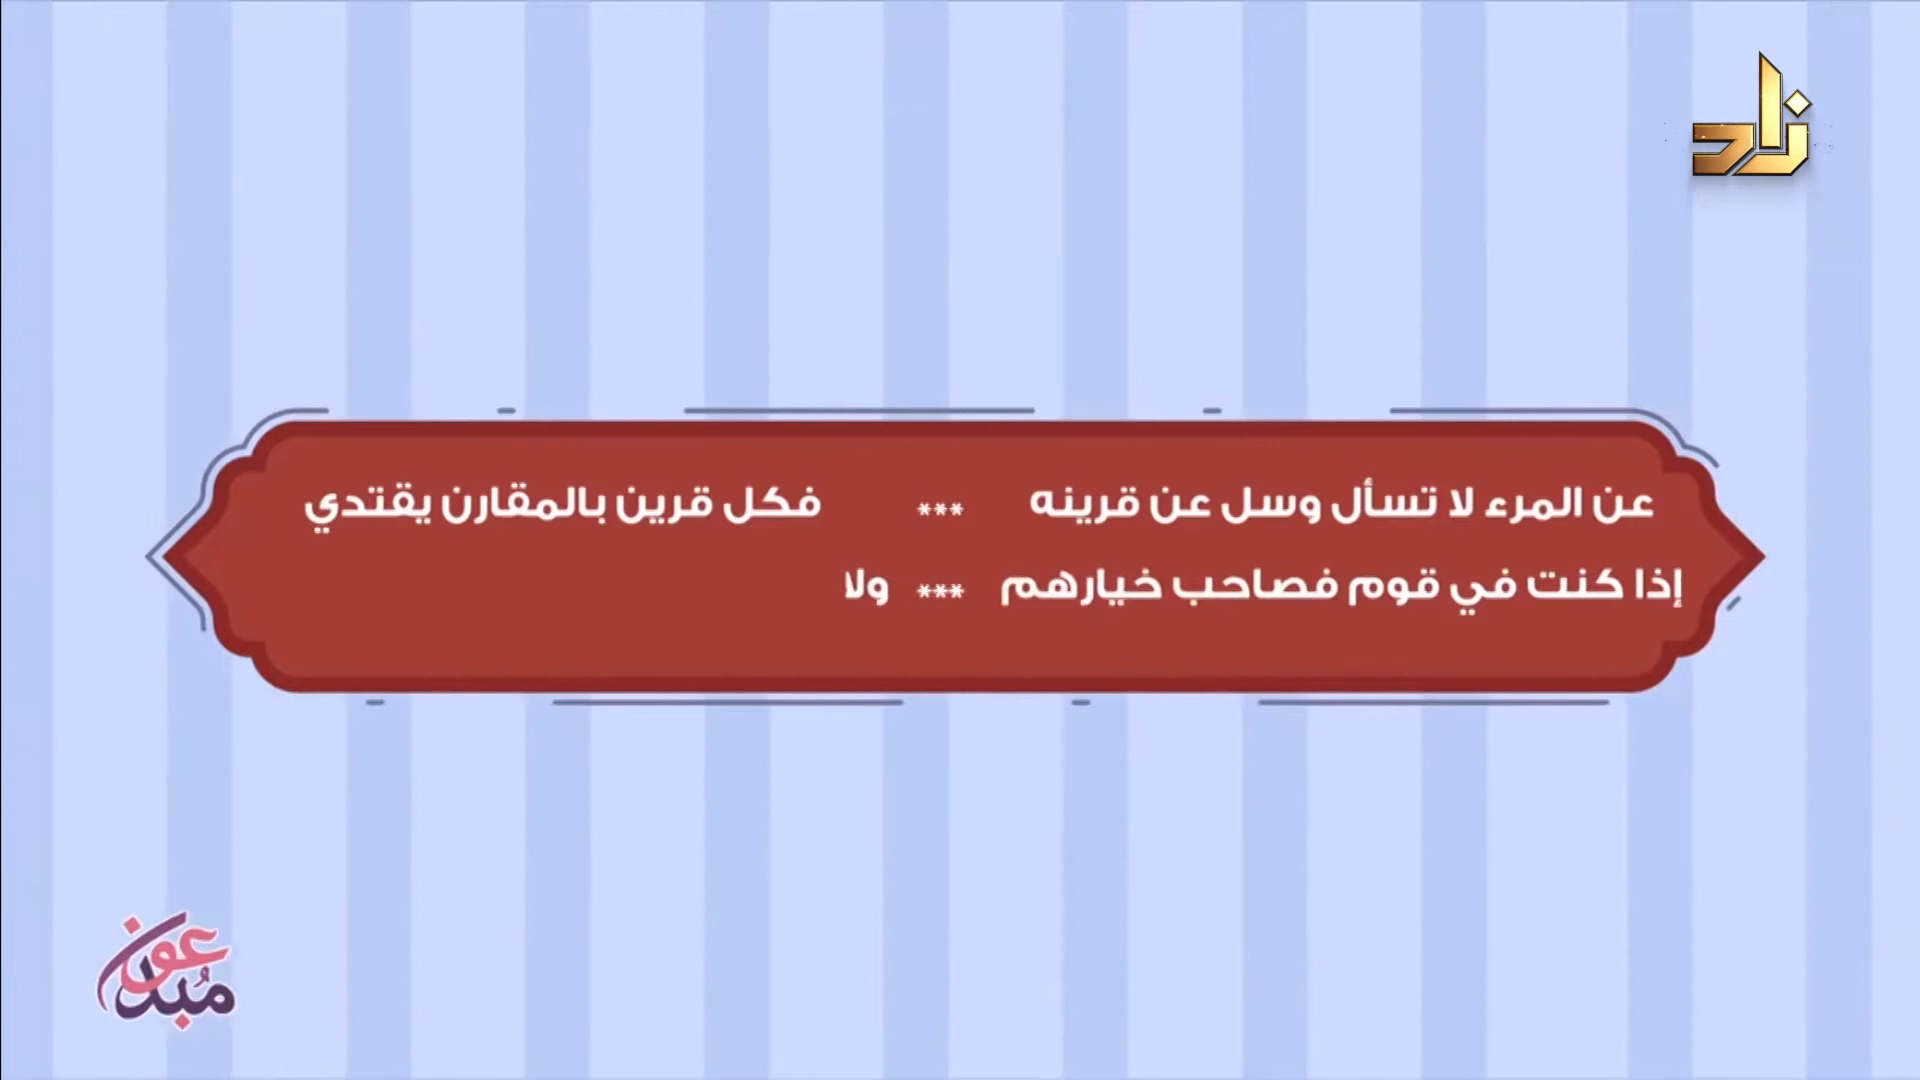 زاد
عن المرء لا تسأل وسل عن قرينه *** فكل قرين بالمقارن يقتدي
إذا كنت في قوم فصاحب خيارهم *** ولا
مُبدعون